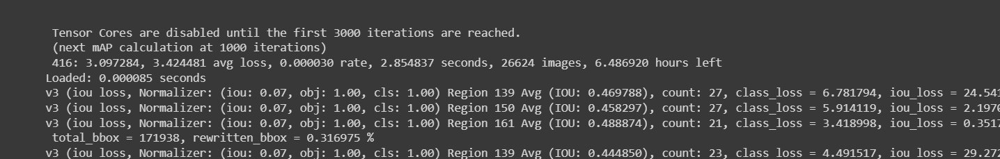 Tensor Cores are disabled until the first 3000 iterations are reached.
(next mAP calculation at 1000 iterations)
416: 3.097284, 3.424481 avg loss, 0.000030 rate, 2.854837 seconds, 26624 images, 6.486920 hours left
Loaded: 0.000085 seconds
v3 (iou loss, Normalizer: (iou: 0.07, obj: 1.00, cls: 1.00) Region 139 Avg (IOU: 0.469788), count: 27, class_loss = 6.781794, iou_loss = 24.541
v3 (iou loss, Normalizer: (iou: 0.07, obj: 1.00, cls: 1.00) Region 150 Avg (IOU: 0.458297), count: 27, class_loss = 5.914119, iou_loss = 2.1970
v3 (iou loss, Normalizer: (iou: 0.07, obj: 1.00, cls: 1.00) Region 161 Avg (IOU: 0.488874), count: 21, class_loss = 3.418998, iou_loss = 0.3517
total_bbox = 171938, rewritten_bbox = 0.316975 %
v3 (iou loss, Normalizer: (iou: 0.07, obj: 1.00, cls: 1.00) Region 139 Avg (IOU: 0.444850), count: 23, class_loss = 4.491517, iou_loss = 29.272